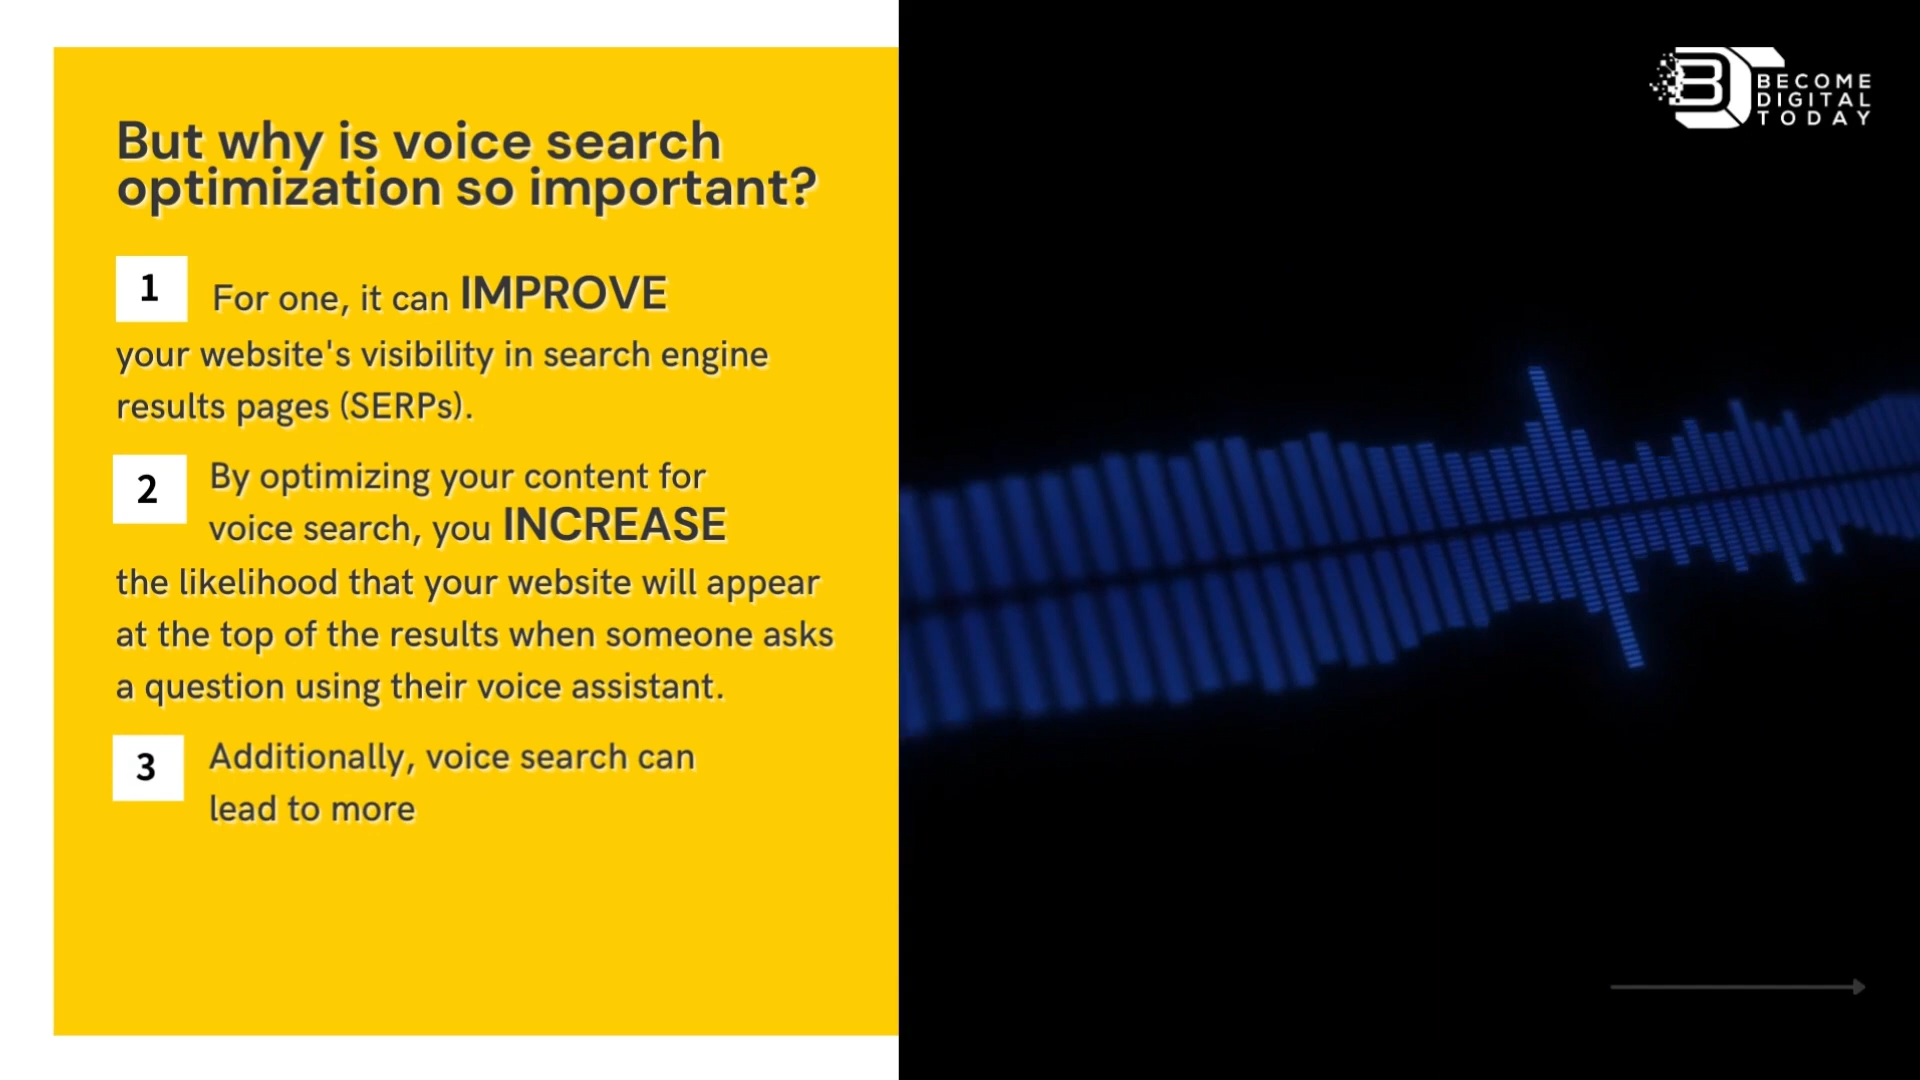 But why is voice search
optimization so important?
1
For one, it can IMPROVE
your website's visibility in search engine
results pages (SERPs).
2
By optimizing your content for
voice search, you INCREASE
the likelihood that your website will appear
at the top of the results when someone asks
a question using their voice assistant.
3
Additionally, voice search can
lead to more
BECOME
DIGITAL
TODAY